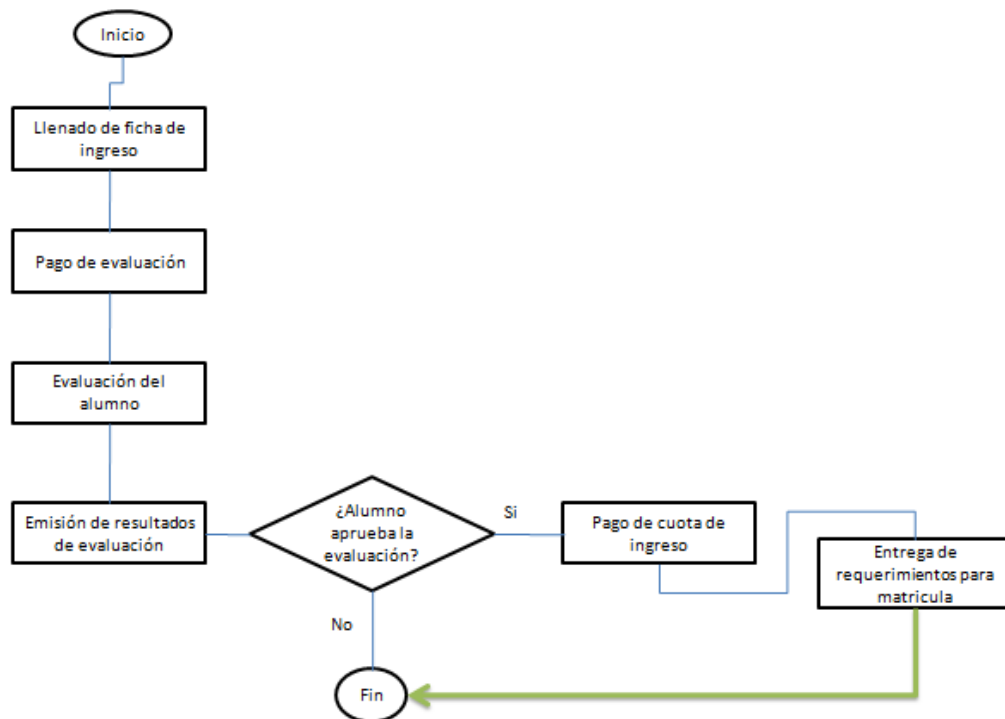 Inicio
Llenado de ficha de
ingreso
Pago de evaluación
Evaluación del
alumno
Emisión de resultados
de evaluación
¿Alumno
aprueba la
evaluación?
Si
Pago de cuota de
ingreso
Entrega de
requerimientos para
matricula
No
Fin